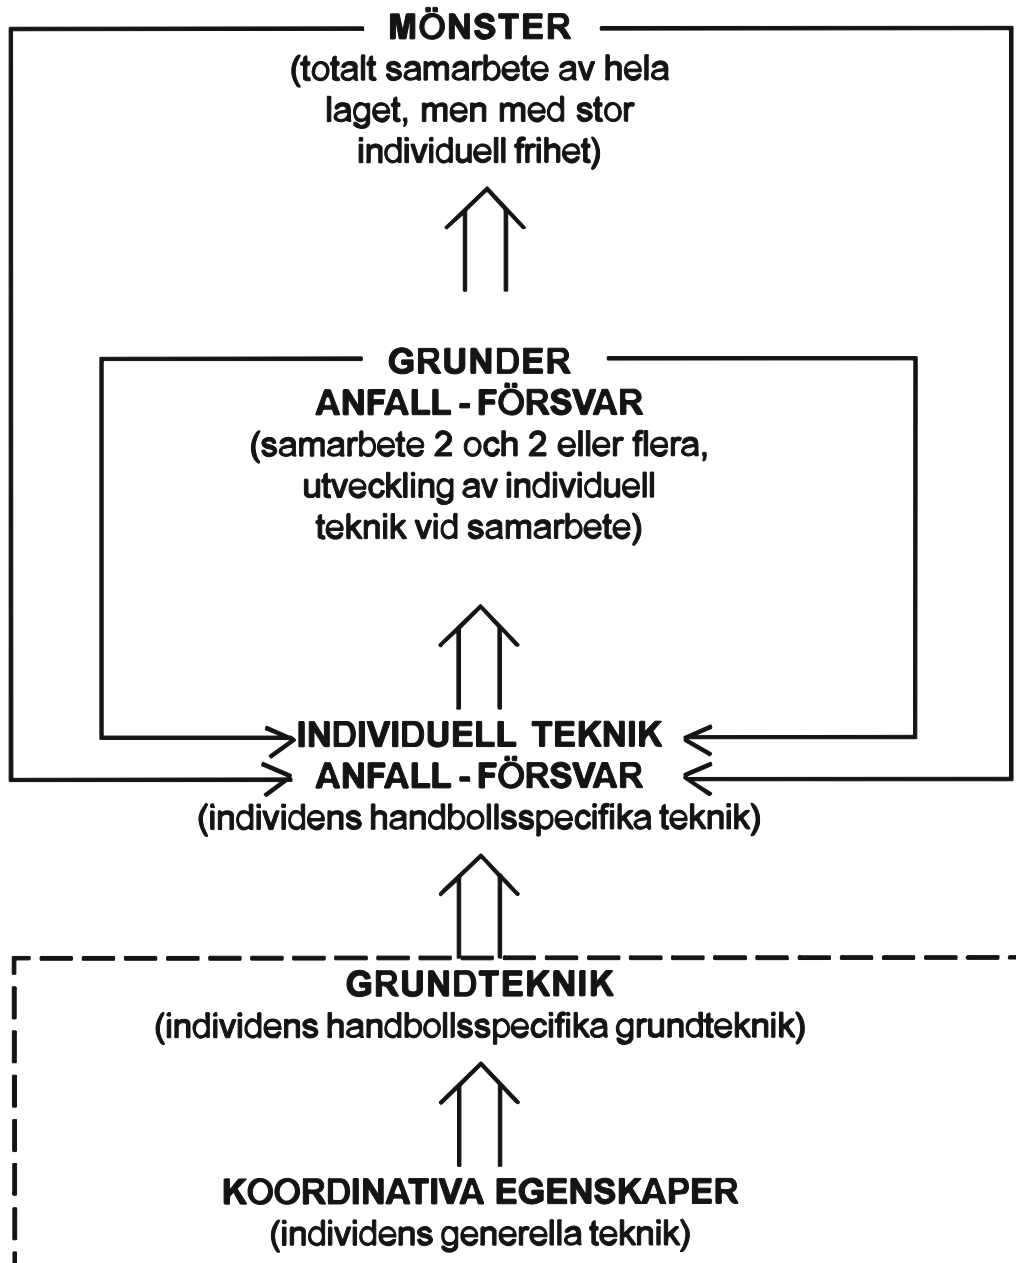 MÖNSTER
(totalt samarbete av hela
laget, men med stor
individuell frihet)
GRUNDER
ANFALL - FÖRSVAR
(samarbete 2 och 2 eller flera,
utveckling av individuell
teknik vid samarbete)
INDIVIDUELL TEKNIK
ANFALL - FÖRSVAR
(individens handbollsspecifika teknik)
GRUNDTEKNIK
(individens handbollsspecifika grundteknik)
KOORDINATIVA EGENSKAPER
(individens generella teknik)